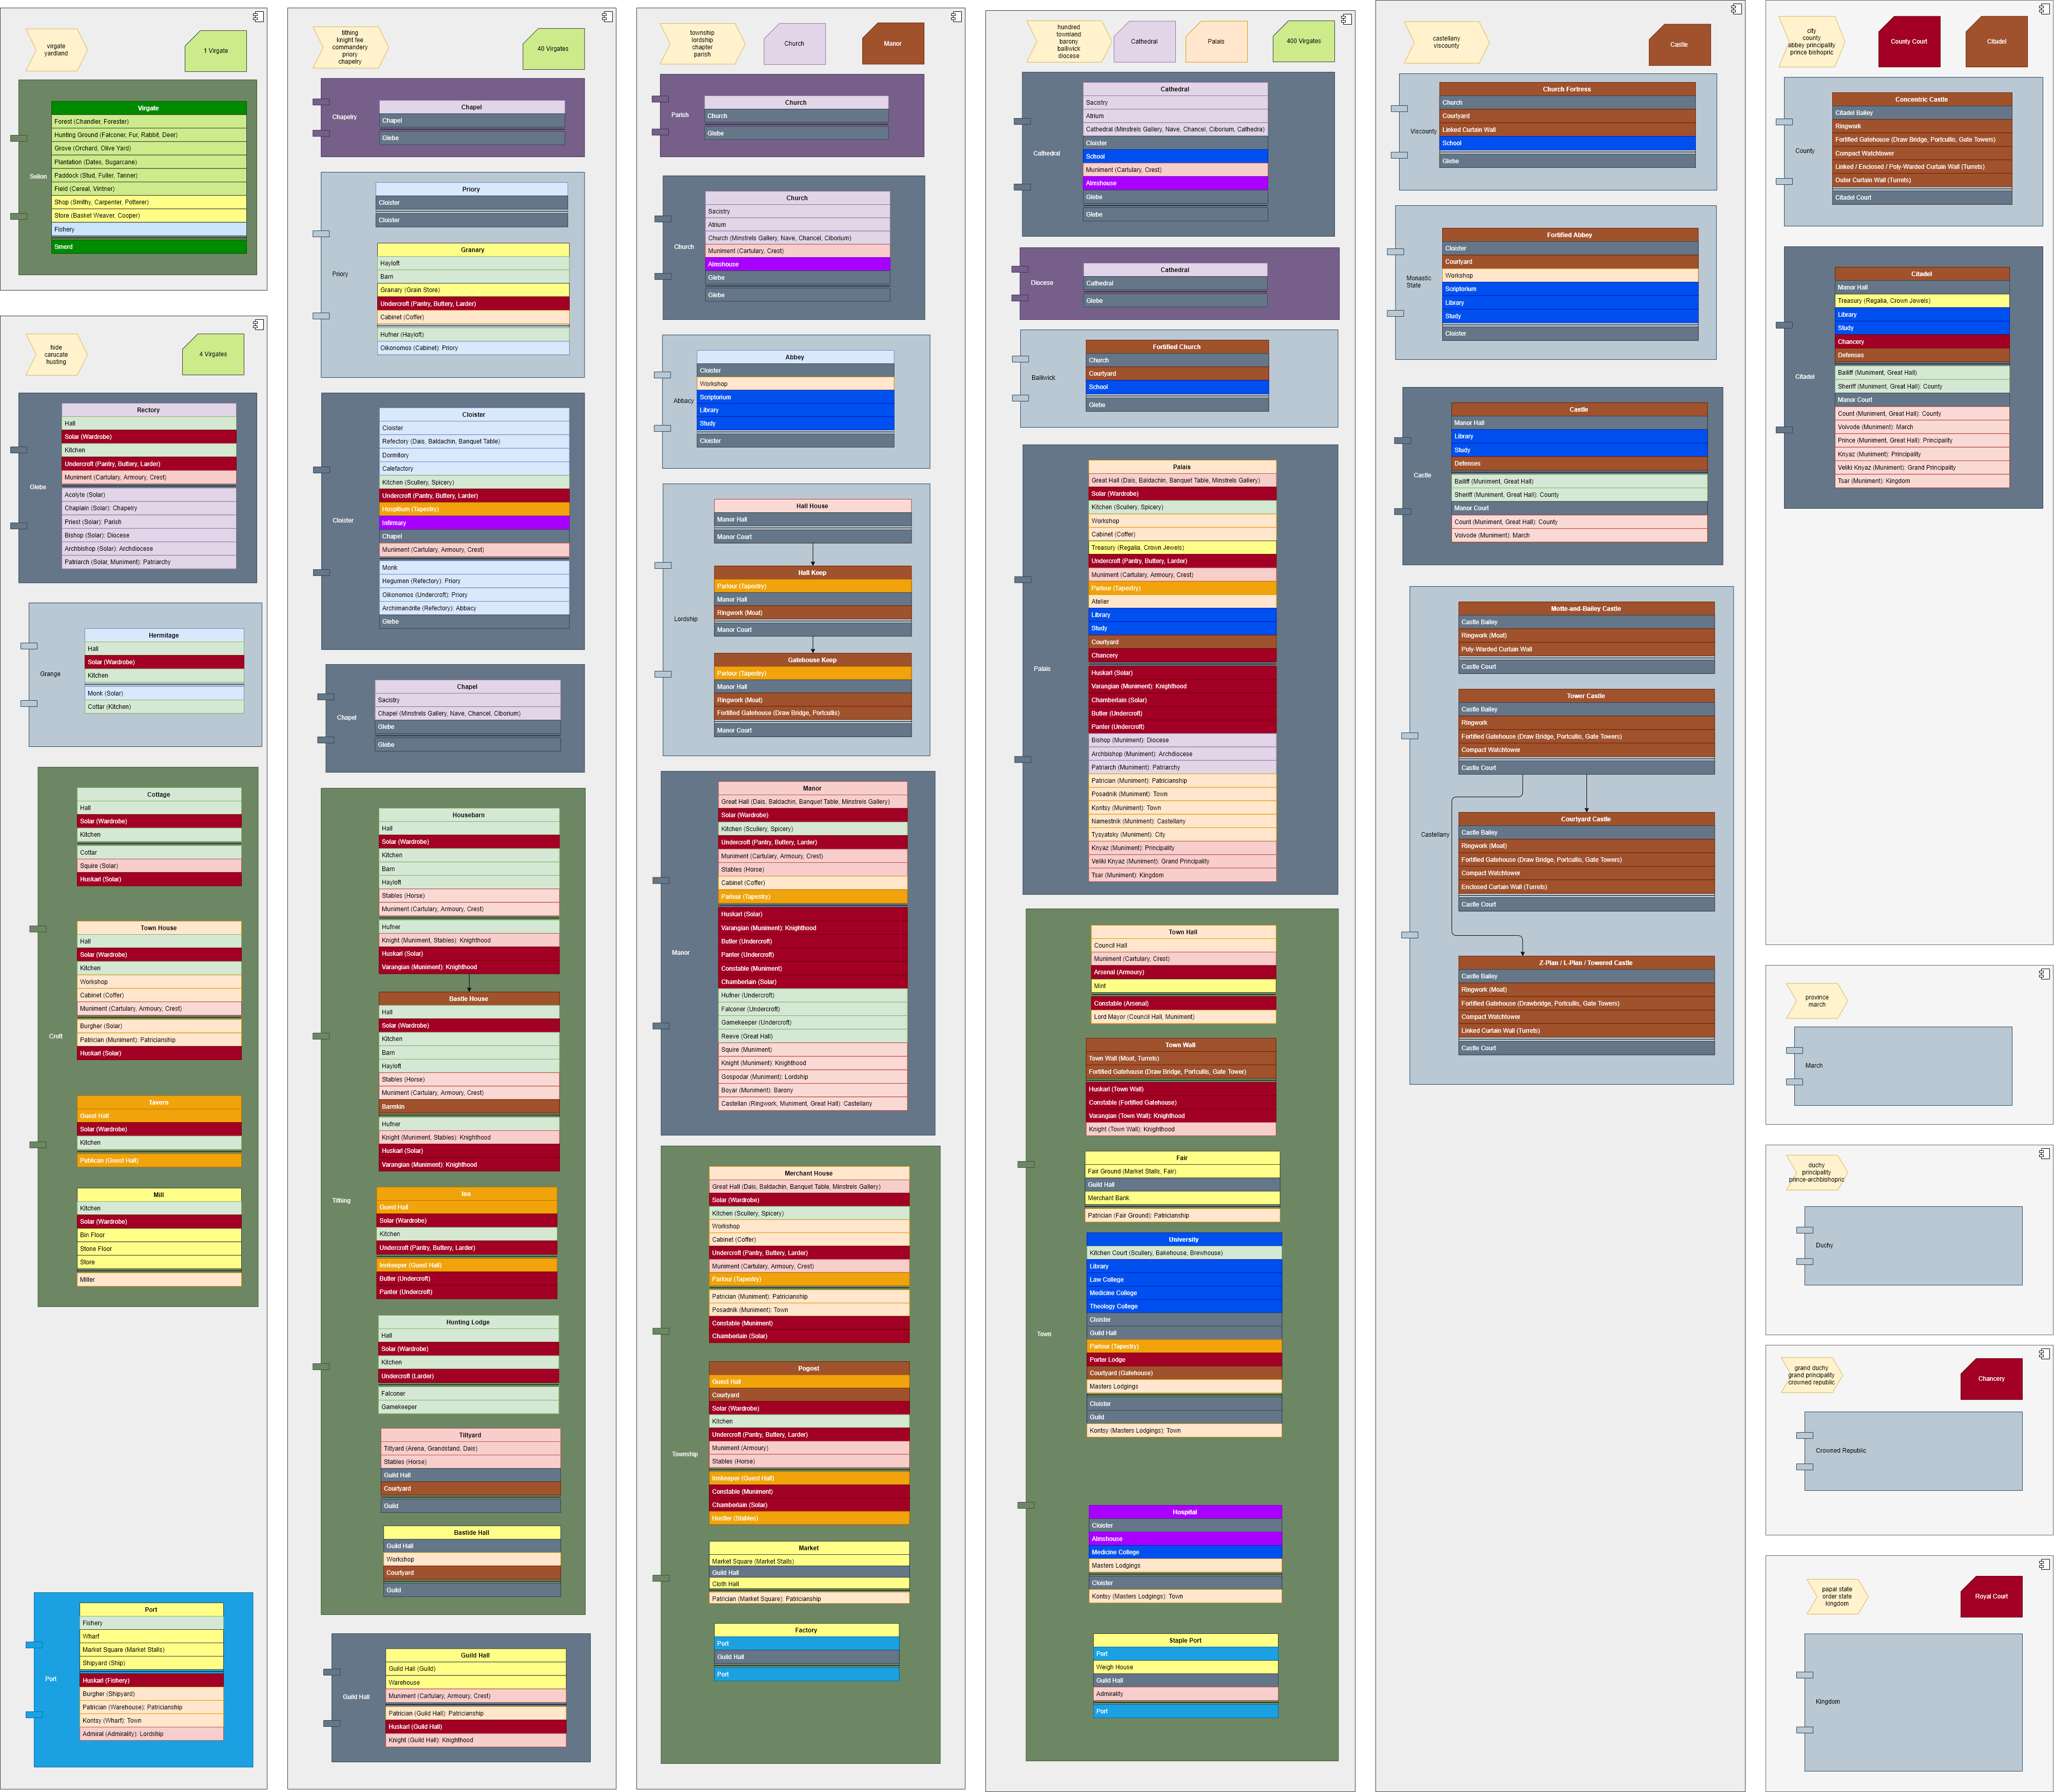 virgate
yardland
1 Virgate
Selion
Virgate
Forest (Chandler, Forester)
Hunting Ground (Falconer, Fur, Rabbit, Deer)
Grove (Orchard, Olive Yard)
Plantation (Dates, Sugarcane)
Paddock (Stud, Fuller, Tanner)
Field (Cereal, Vintner)
Shop (Smithy, Carpenter, Potterer)
Store (Basket Weaver, Cooper)
Fishery
Smerd
hide
carucate
husting
4 Virgates
Glebe
Rectory
Hall
Solar (Wardrobe)
Kitchen
Undercroft (Pantry, Buttery, Larder)
Muniment (Cartulary, Armoury, Crest)
Acolyte (Solar)
Chaplain (Solar): Chapelry
Priest (Solar): Parish
Bishop (Solar): Diocese
Archbishop (Solar): Archdiocese
Patriarch (Solar, Muniment): Patriarchy
Grange
Hermitage
Hall
Solar (Wardrobe)
Kitchen
Monk (Solar)
Cottar (Kitchen)
Croft
Cottage
Hall
Solar (Wardrobe)
Kitchen
Cottar
Squire (Solar)
Huskarl (Solar)
Town House
Hall
Solar (Wardrobe)
Kitchen
Workshop
Cabinet (Coffer)
Muniment (Cartulary, Armoury, Crest)
Burgher (Solar)
Patrician (Muniment): Patricianship
Huskarl (Solar)
Tavern
Guest Hall
Solar (Wardrobe)
Kitchen
Publican (Guest Hall)
Mill
Kitchen
Solar (Wardrobe)
Bin Floor
Stone Floor
Store
Miller
Port
Port
Fishery
Wharf
Market Square (Market Stalls)
Shipyard (Ship)
Huskarl (Fishery)
Burgher (Shipyard)
Patrician (Warehouse): Patricianship
Kontsy (Wharf): Town
Admiral (Admirality): Lordship
tithing
knight fee
commandery
priory
chapelry
40 Virgates
Chapelry
Chapel
Chapel
Glebe
Priory
Priory
Cloister
Cloister
Granary
Hayloft
Barn
Granary (Grain Store)
Undercroft (Pantry, Buttery, Larder)
Cabinet (Coffer)
Hufner (Hayloft)
Oikonomos (Cabinet): Priory
Cloister
Cloister
Cloister
Refectory (Dais, Baldachin, Banquet Table)
Dormitory
Calefactory
Kitchen (Scullery, Spicery)
Undercroft (Pantry, Buttery, Larder)
Hospitium (Tapestry)
Infirmary
Chapel
Muniment (Cartulary, Armoury, Crest)
Monk
Hegumen (Refectory): Priory
Oikonomos (Undercroft): Priory
Archimandrite (Refectory): Abbacy
Glebe
Chapel
Chapel
Sacistry
Chapel (Minstrels Gallery, Nave, Chancel, Ciborium)
Glebe
Glebe
Tithing
Housebarn
Hall
Solar (Wardrobe)
Kitchen
Barn
Hayloft
Stables (Horse)
Muniment (Cartulary, Armoury, Crest)
Hufner
Knight (Muniment, Stables): Knighthood
Huskarl (Solar)
Varangian (Muniment): Knighthood
Bastle House
Hall
Solar (Wardrobe)
Kitchen
Barn
Hayloft
Stables (Horse)
Muniment (Cartulary, Armoury, Crest)
Barmkin
Hufner
Knight (Muniment, Stables): Knighthood
Huskarl (Solar)
Varangian (Muniment): Knighthood
Inn
Guest Hall
Solar (Wardrobe)
Kitchen
Undercroft (Pantry, Buttery, Larder)
Innkeeper (Guest Hall)
Butler (Undercroft)
Panter (Undercroft)
Hunting Lodge
Hall
Solar (Wardrobe)
Kitchen
Undercroft (Larder)
Falconer
Gamekeeper
Tiltyard
Tiltyard (Arena, Grandstand, Dais)
Stables (Horse)
Guild Hall
Courtyard
Guild
Bastide Hall
Guild Hall
Workshop
Courtyard
Guild
Guild Hall
Guild Hall
Guild Hall (Guild)
Warehouse
Muniment (Cartulary, Armoury, Crest)
Patrician (Guild Hall): Patricianship
Huskarl (Guild Hall)
Knight (Guild Hall): Knighthood
township
lordship
chapter
parish
Church
Manor
Parish
Church
Church
Glebe
Church
Church
Sacistry
Atrium
Church (Minstrels Gallery, Nave, Chancel, Ciborium)
Muniment (Cartulary, Crest)
Almshouse
Glebe
Glebe
Abbacy
Abbey
Cloister
Workshop
Scriptorium
Library
Study
Cloister
Lordship
Hall House
Manor Hall
Manor Court
Hall Keep
Parlour (Tapestry)
Manor Hall
Ringwork (Moat)
Manor Court
Gatehouse Keep
Parlour (Tapestry)
Manor Hall
Ringwork (Moat)
Fortified Gatehouse (Draw Bridge, Portcullis)
Manor Court
Manor
Manor
Great Hall (Dais, Baldachin, Banquet Table, Minstrels Gallery)
Solar (Wardrobe)
Kitchen (Scullery, Spicery)
Undercroft (Pantry, Buttery, Larder)
Muniment (Cartulary, Armoury, Crest)
Stables (Horse)
Cabinet (Coffer)
Parlour (Tapestry)
Huskarl (Solar)
Varangian (Muniment): Knighthood
Butler (Undercroft)
Panter (Undercroft)
Constable (Muniment)
Chamberlain (Solar)
Hufner (Undercroft)
Falconer (Undercroft)
Gamekeeper (Undercroft)
Reeve (Great Hall)
Squire (Muniment)
Knight (Muniment): Knighthood
Gospodar (Muniment): Lordship
Boyar (Muniment): Barony
Castellan (Ringwork, Muniment, Great Hall): Castellany
Township
Merchant House
Great Hall (Dais, Baldachin, Banquet Table, Minstrels Gallery)
Solar (Wardrobe)
Kitchen (Scullery, Spicery)
Workshop
Cabinet (Coffer)
Undercroft (Pantry, Buttery, Larder)
Muniment (Cartulary, Armoury, Crest)
Parlour (Tapestry)
Patrician (Muniment): Patricianship
Posadnik (Muniment): Town
Constable (Muniment)
Chamberlain (Solar)
Pogost
Guest Hall
Courtyard
Solar (Wardrobe)
Kitchen
Undercroft (Pantry, Buttery, Larder)
Muniment (Armoury)
Stables (Horse)
Innkeeper (Guest Hall)
Constable (Muniment)
Chamberlain (Solar)
Hostler (Stables)
Market
Market Square (Market Stalls)
Guild Hall
Cloth Hall
Patrician (Market Square): Patricianship
Factory
Port
Guild Hall
Port
hundred
townland
barony
bailiwick
diocese
Cathedral
Palais
400 Virgates
Cathedral
Cathedral
Sacistry
Atrium
Cathedral (Minstrels Gallery, Nave, Chancel, Ciborium, Cathedra)
Cloister
School
Muniment (Cartulary, Crest)
Almshouse
Glebe
Glebe
Diocese
Cathedral
Cathedral
Glebe
Bailiwick
Fortified Church
Church
Courtyard
School
Glebe
Palais
Palais
Great Hall (Dais, Baldachin, Banquet Table, Minstrels Gallery)
Solar (Wardrobe)
Kitchen (Scullery, Spicery)
Workshop
Cabinet (Coffer)
Treasury (Regalia, Crown Jewels)
Undercroft (Pantry, Buttery, Larder)
Muniment (Cartulary, Armoury, Crest)
Parlour (Tapestry)
Atelier
Library
Study
Courtyard
Chancery
Huskarl (Solar)
Varangian (Muniment): Knighthood
Chamberlain (Solar)
Butler (Undercroft)
Panter (Undercroft)
Bishop (Muniment): Diocese
Archbishop (Muniment): Archdiocese
Patriarch (Muniment): Patriarchy
Patrician (Muniment): Patricianship
Posadnik (Muniment): Town
Kontsy (Muniment): Town
Namestnik (Muniment): Castellany
Tysyatsky (Muniment): City
Knyaz (Muniment): Principality
Veliki Knyaz (Muniment): Grand Principality
Tsar (Muniment): Kingdom
Town
Town Hall
Council Hall
Muniment (Cartulary, Crest)
Arsenal (Armoury)
Mint
Constable (Arsenal)
Lord Mayor (Council Hall, Muniment)
Town Wall
Town Wall (Moat, Turrets)
Fortified Gatehouse (Draw Bridge, Portcullis, Gate Tower)
Huskarl (Town Wall)
Constable (Fortified Gatehouse)
Varangian (Town Wall): Knighthood
Knight (Town Wall): Knighthood
Fair
Fair Ground (Market Stalls, Fair)
Guild Hall
Merchant Bank
Patrician (Fair Ground): Patricianship
University
Kitchen Court (Scullery, Bakehouse, Brewhouse)
Library
Law College
Medicine College
Theology College
Cloister
Guild Hall
Parlour (Tapestry)
Porter Lodge
Courtyard (Gatehouse)
Masters Lodgings
Cloister
Guild
Kontsy (Masters Lodgings): Town
Hospital
Cloister
Almshouse
Medicine College
Masters Lodgings
Cloister
Kontsy (Masters Lodgings): Town
Staple Port
Port
Weigh House
Guild Hall
Admirality
Port
castellany
viscounty
Castle
Viscounty
Church Fortress
Church
Courtyard
Linked Curtain Wall
School
Glebe
Monastic
State
Fortified Abbey
Cloister
Courtyard
Workshop
Scriptorium
Library
Study
Cloister
Castle
Castle
Manor Hall
Library
Study
Defenses
Bailiff (Muniment, Great Hall)
Sheriff (Muniment, Great Hall): County
Manor Court
Count (Muniment, Great Hall): County
Voivode (Muniment): March
Castellany
Motte-and-Bailey Castle
Castle Bailey
Ringwork (Moat)
Poly-Warded Curtain Wall
Castle Court
Tower Castle
Castle Bailey
Ringwork
Fortified Gatehouse (Draw Bridge, Portcullis, Gate Towers)
Compact Watchtower
Castle Court
Courtyard Castle
Castle Bailey
Ringwork (Moat)
Fortified Gatehouse (Draw Bridge, Portcullis, Gate Towers)
Compact Watchtower
Enclosed Curtain Wall (Turrets)
Castle Court
Z-Plan / L-Plan / Towered Castle
Castle Bailey
Ringwork (Moat)
Fortified Gatehouse (Drawbridge, Portcullis, Gate Towers)
Compact Watchtower
Linked Curtain Wall (Turrets)
Castle Court
city
county
abbey principality
prince bishopric
County Court
Citadel
County
Concentric Castle
Citadel Bailey
Ringwork
Fortified Gatehouse (Draw Bridge, Portcullis, Gate Towers)
Compact Watchtower
Linked / Enclosed / Poly-Warded Curtain Wall (Turrets)
Outer Curtain Wall (Turrets)
Citadel Court
Citadel
Citadel
Manor Hall
Treasury (Regalia, Crown Jewels)
Library
Study
Chancery
Defenses
Bailiff (Muniment, Great Hall)
Sheriff (Muniment, Great Hall): County
Manor Court
Count (Muniment, Great Hall): County
Voivode (Muniment): March
Prince (Muniment, Great Hall): Principality
Knyaz (Muniment): Principality
Veliki Knyaz (Muniment): Grand Principality
Tsar (Muniment): Kingdom
province
march
March
duchy
principality
prince-archbishopric
Duchy
grand duchy
grand principality
crowned republic
Chancery
Crowned Republic
papal state
order state
kingdom
Royal Court
Kingdom